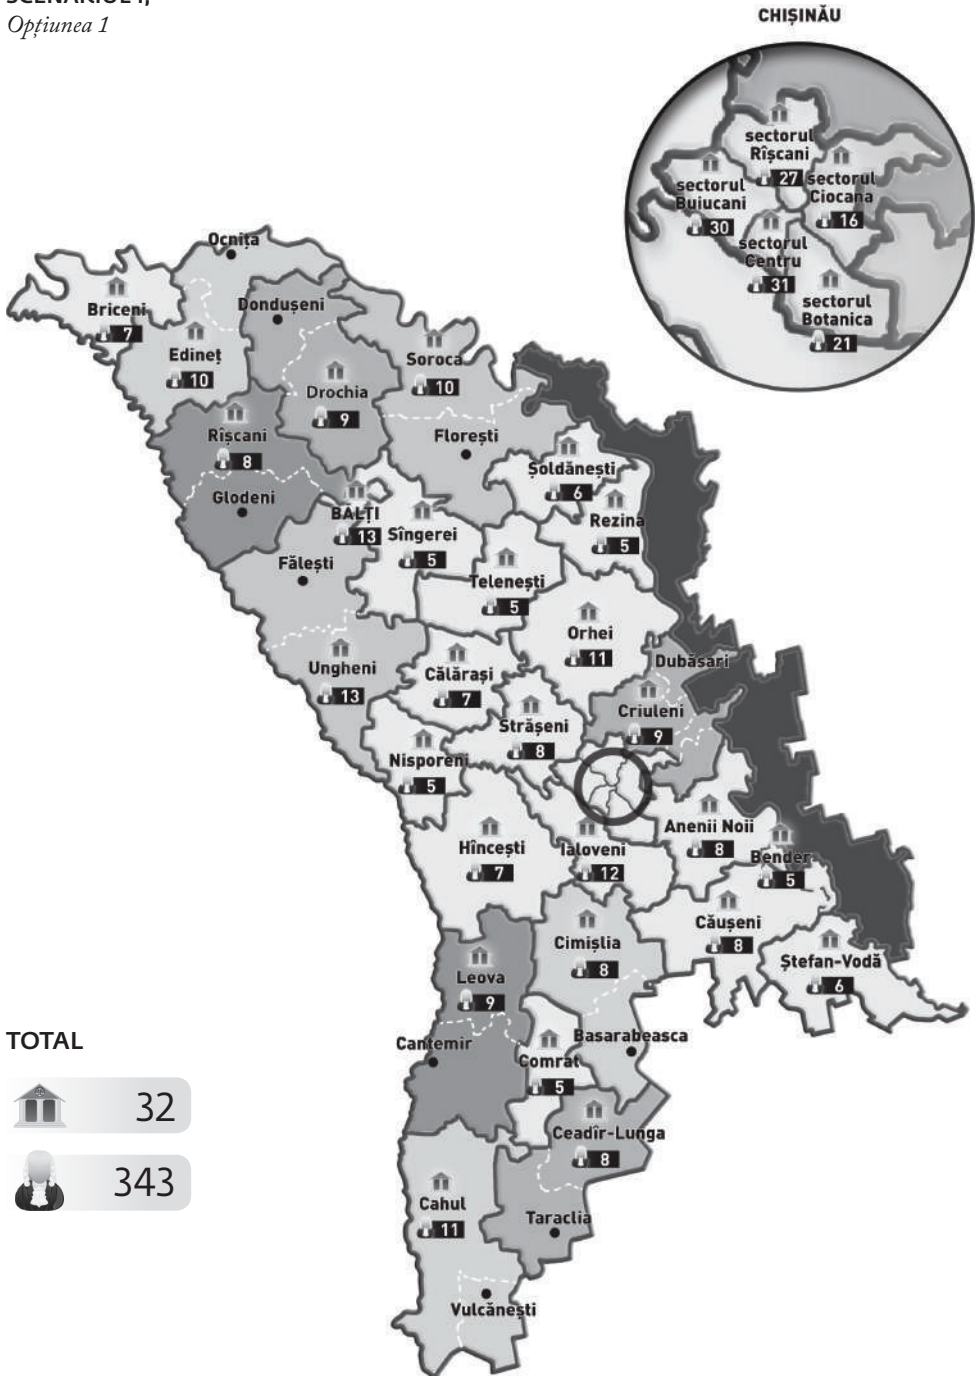 SCENARIUL I,
Opțiunea 1
CHIȘINĂU
sectorul
Rîșcani
27
sectorul
Ciocana
16
sectorul
Buiucani
30
sectorul
Centru
31
sectorul
Botanica
21
Ocnița
Briceni
7
Dondușeni
Edineț
10
Soroca
10
Drochia
9
Rîșcani
8
Florești
Glodeni
Șoldănești
6
BĂLȚI
13
Rezina
5
Sîngerei
5
Fălești
Telenești
5
Orhei
11
Ungheni
13
Dubăsari
Călărași
7
Criuleni
9
Strășeni
8
Nisporeni
5
Anenii Noii
8
Hîncești
7
Ialoveni
12
Bender
5
Căușeni
8
Cimișlia
8
Ștefan-Vodă
6
Leova
9
Basarabeasca
Cantemir
Comrat
5
Ceadîr-Lunga
8
Cahul
11
Taraclia
Vulcănești
TOTAL
32
343